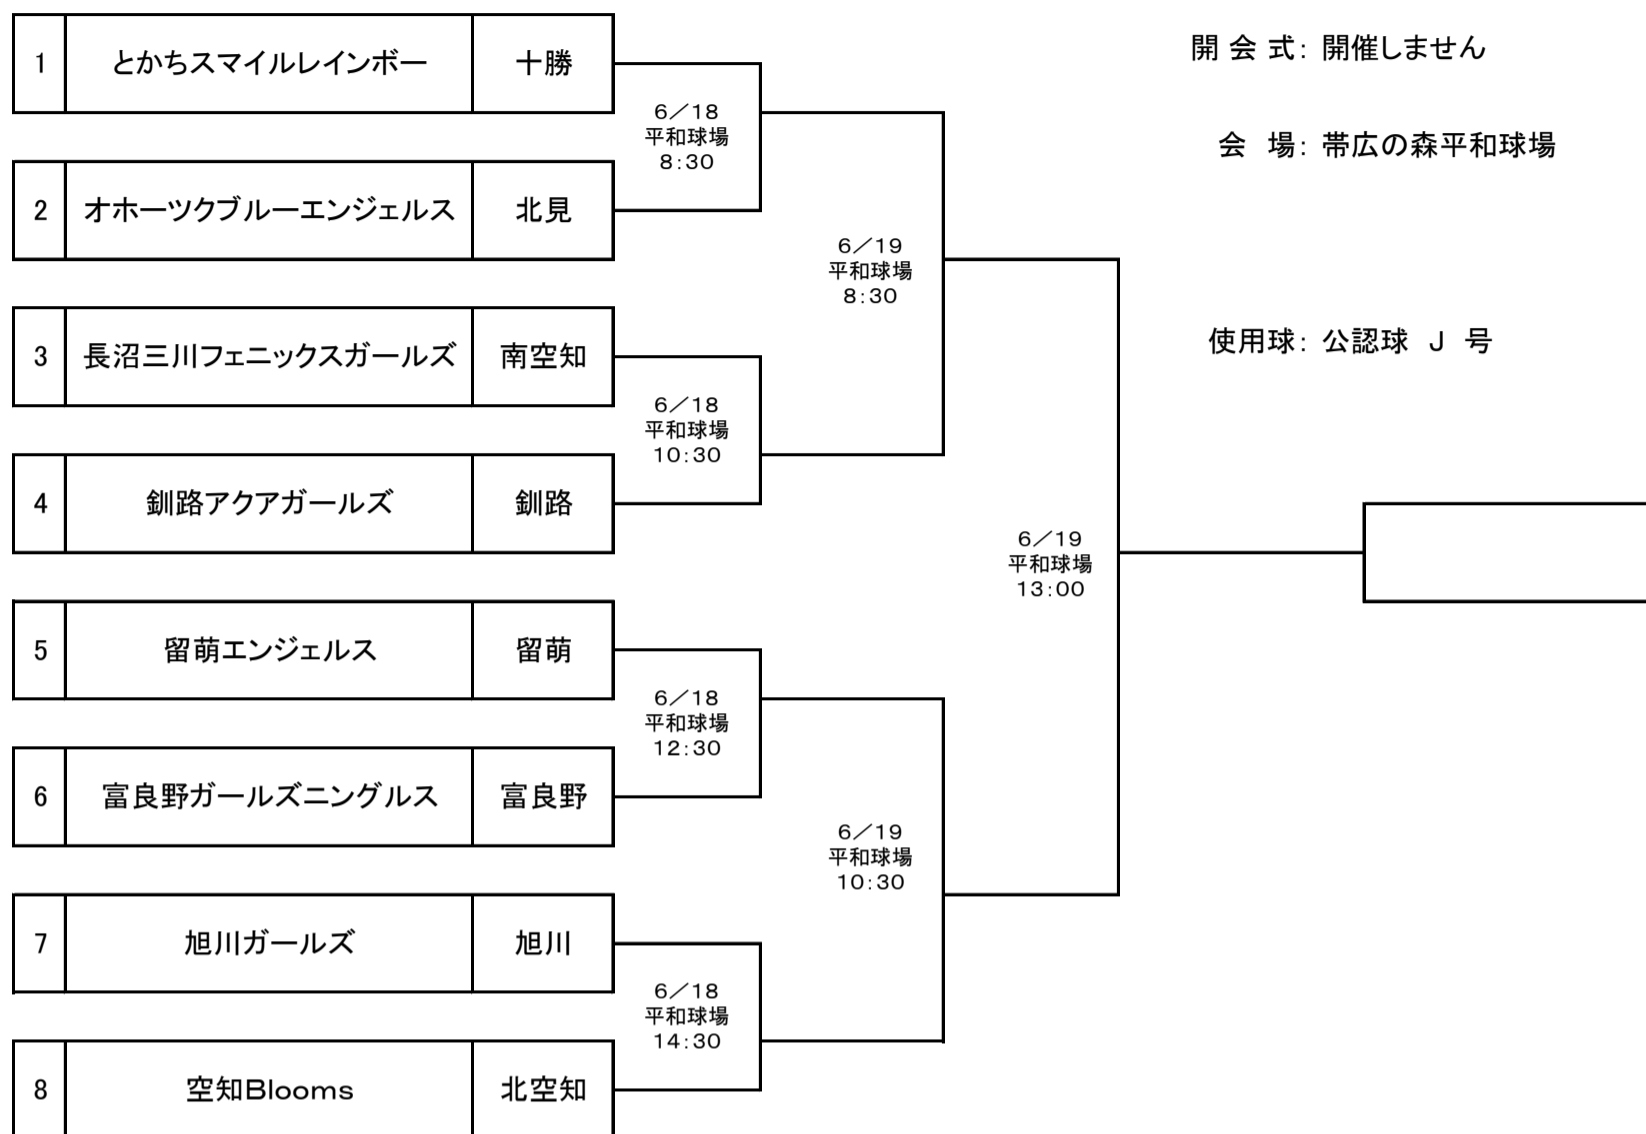 1 とかちスマイルレインボー 十勝
開 会 式： 開催しません
6／18
平和球場
8：30
会 場： 帯広の森平和球場
2 オホーツクブルーエンジェルス 北見
6／19
平和球場
8：30
使用球： 公認球 J 号
3 長沼三川フェニックスガールズ 南空知
6／18
平和球場
10：30
4 釧路アクアガールズ 釧路
6／19
平和球場
13：00
5 留萌エンジェルス 留萌
6／18
平和球場
12：30
6 富良野ガールズニングルス 富良野
6／19
平和球場
10：30
7 旭川ガールズ 旭川
6／18
平和球場
14：30
8 空知Blooms 北空知